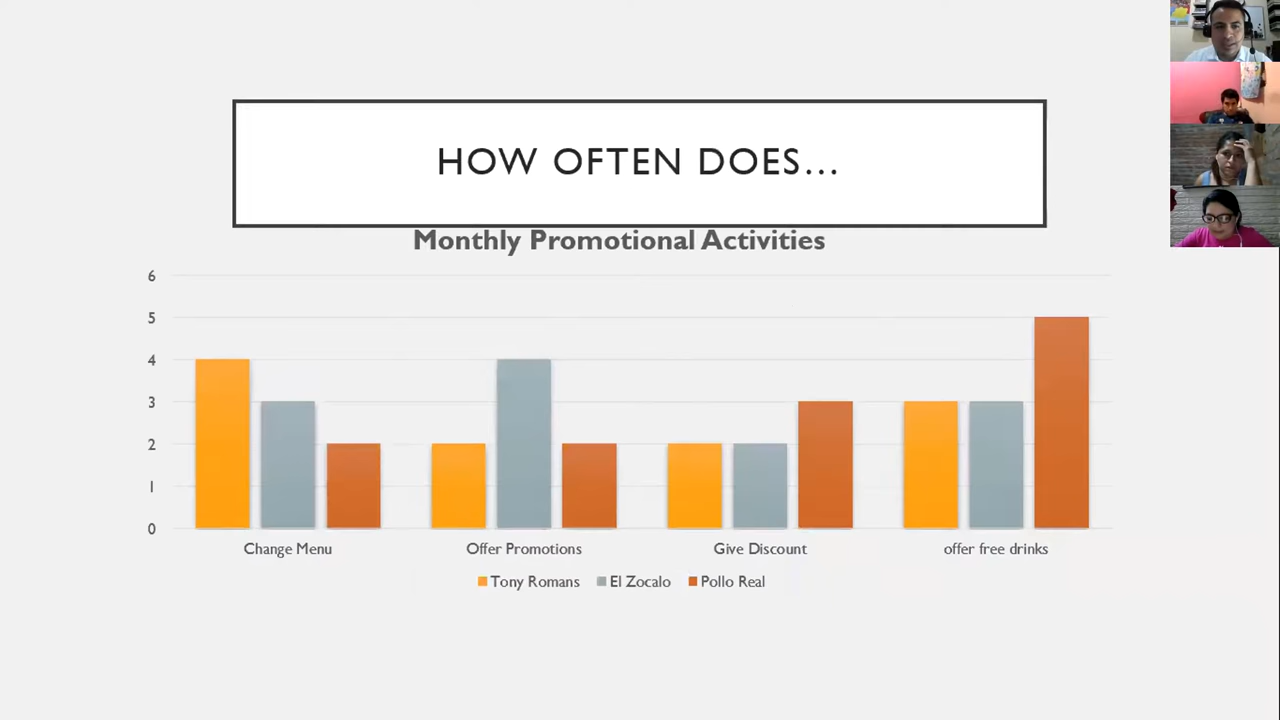 HOW OFTEN DOES...
Monthly Promotional Activities
6
5
4
3
2
1
0
Change Menu Offer Promotions Give Discount offer free drinks
Tony Romans El Zocalo Pollo Real